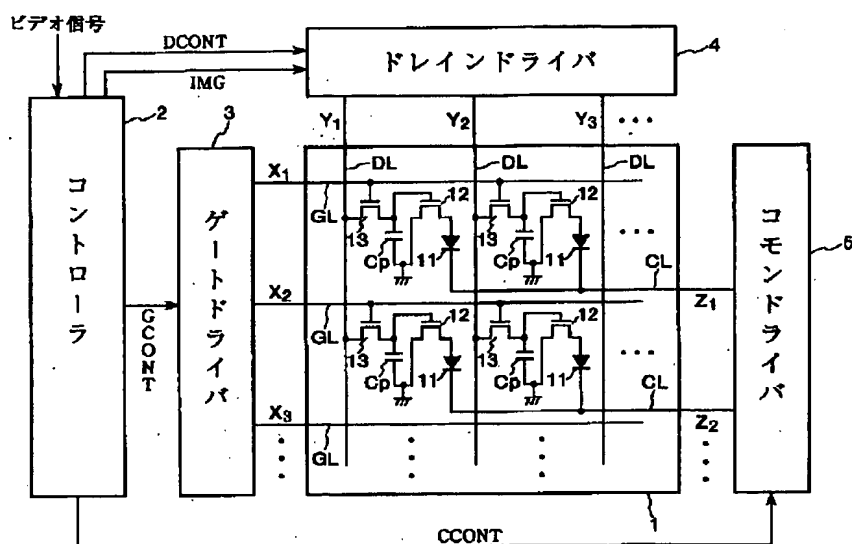 ビデオ信号
DCONT
IMG
ドレインドライバ
4
2
3
Y1 Y2 Y3 ・・・
DL DL DL
コントローラ
ゲートドライバ
コモンドライバ
5
GCONT
X1
GL
12 12
13 13
Cp 11 Cp 11
・・・
CL
Z1
X2
GL
12 12
13 13
Cp 11 Cp 11
・・・
CL
Z2
X3
GL
1
CCONT